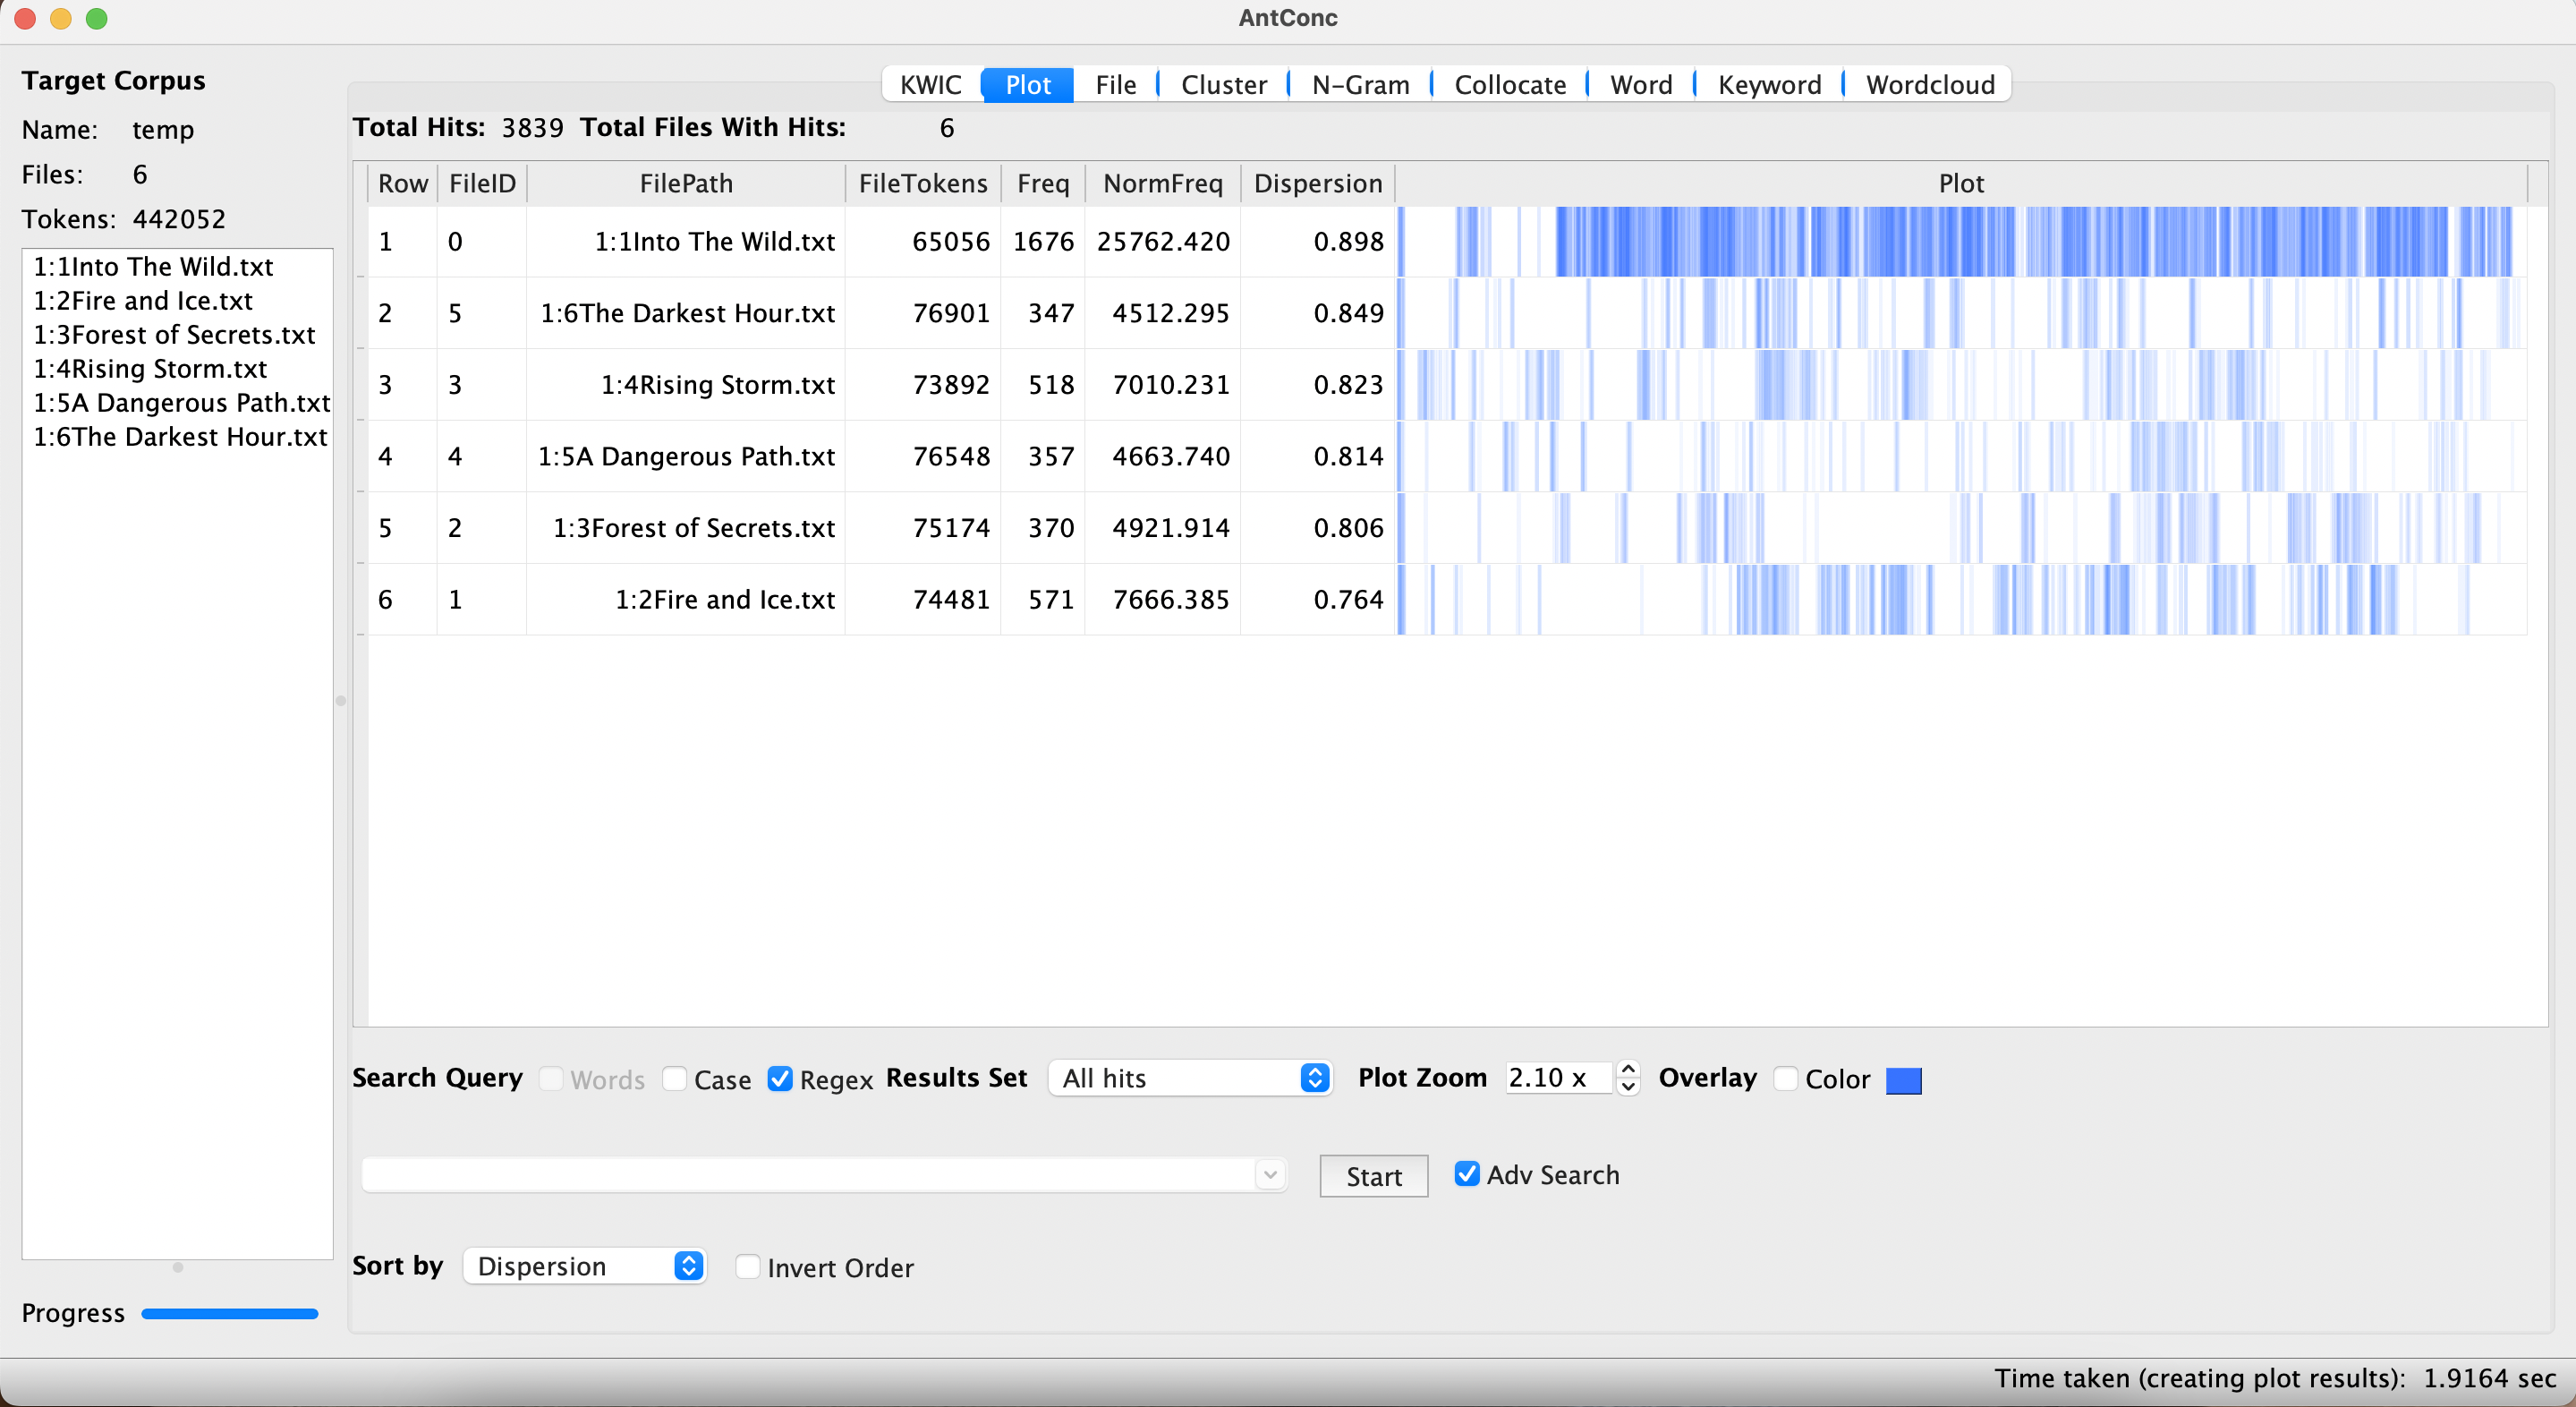 AntConc
Target Corpus
Name: temp
Files: 6
Tokens: 442052
1:1Into The Wild.txt
1:2Fire and Ice.txt
1:3Forest of Secrets.txt
1:4Rising Storm.txt
1:5A Dangerous Path.txt
1:6The Darkest Hour.txt
Progress
KWIC Plot File Cluster N-Gram Collocate Word Keyword Wordcloud
Total Hits: 3839 Total Files With Hits: 6
Row FileID FilePath FileTokens Freq NormFreq Dispersion Plot
1 0 1:1Into The Wild.txt 65056 1676 25762.420 0.898
2 5 1:6The Darkest Hour.txt 76901 347 4512.295 0.849
3 3 1:4Rising Storm.txt 73892 518 7010.231 0.823
4 4 1:5A Dangerous Path.txt 76548 357 4663.740 0.814
5 2 1:3Forest of Secrets.txt 75174 370 4921.914 0.806
6 1 1:2Fire and Ice.txt 74481 571 7666.385 0.764
Search Query Words Case Regex Results Set All hits Plot Zoom 2.10 x Overlay Color
Start Adv Search
Sort by Dispersion Invert Order
Time taken (creating plot results): 1.9164 sec